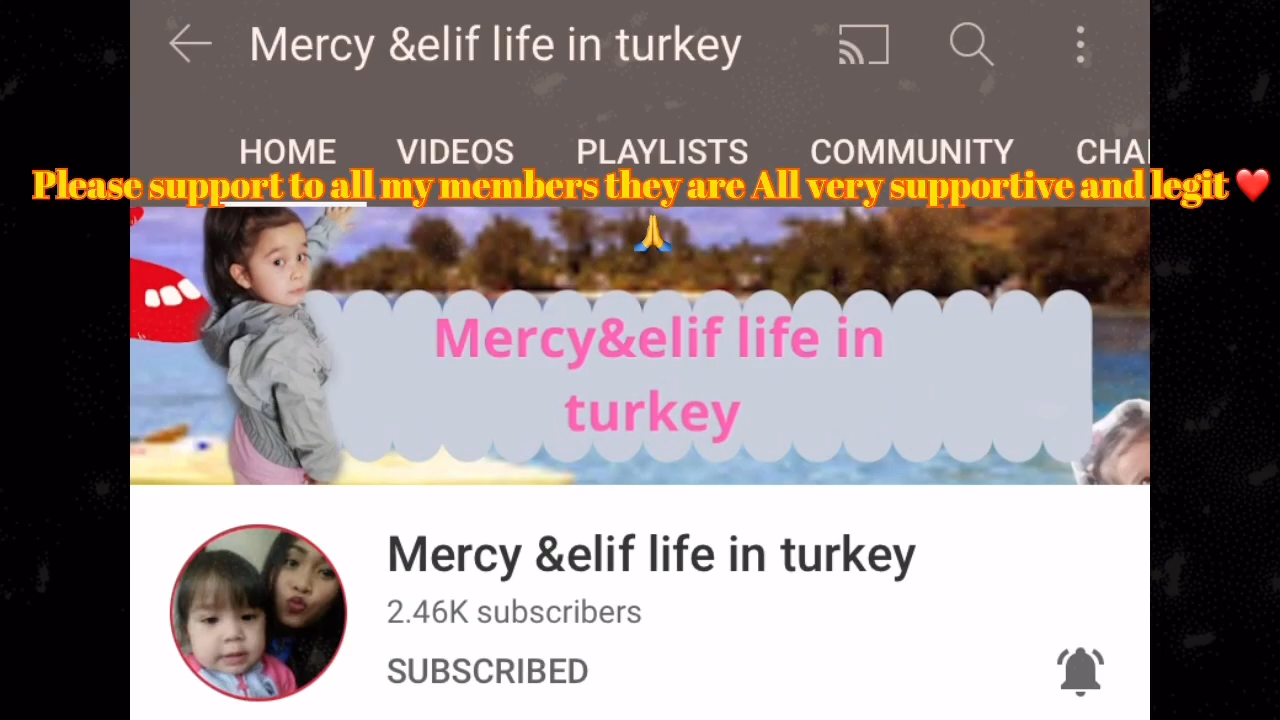 Mercy &elif life in turkey
HOME VIDEOS PLAYLISTS COMMUNITY CHA
Please support to all my members they are All very supportive and legit ❤️
🙏
Mercy&elif life in
turkey
Mercy &elif life in turkey
2.46K subscribers
SUBSCRIBED